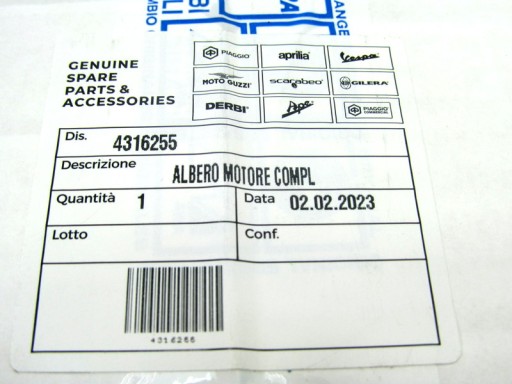 GENUINE
SPARE
PARTS &
ACCESSORIES
PIAGGIO aprilia Vespa
MOTO GUZZI scarabeo GILERA
DERBI Ape PIAGGIO COMMERCIAL
Dis. 4316255
Descrizione ALBERO MOTORE COMPL
Quantità 1 Data 02.02.2023
Lotto Conf.
4316255